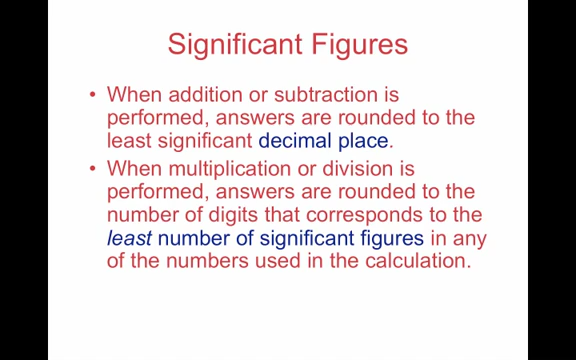 Significant Figures
• When addition or subtraction is
performed, answers are rounded to the
least significant decimal place.
• When multiplication or division is
performed, answers are rounded to the
number of digits that corresponds to the
least number of significant figures in any
of the numbers used in the calculation.